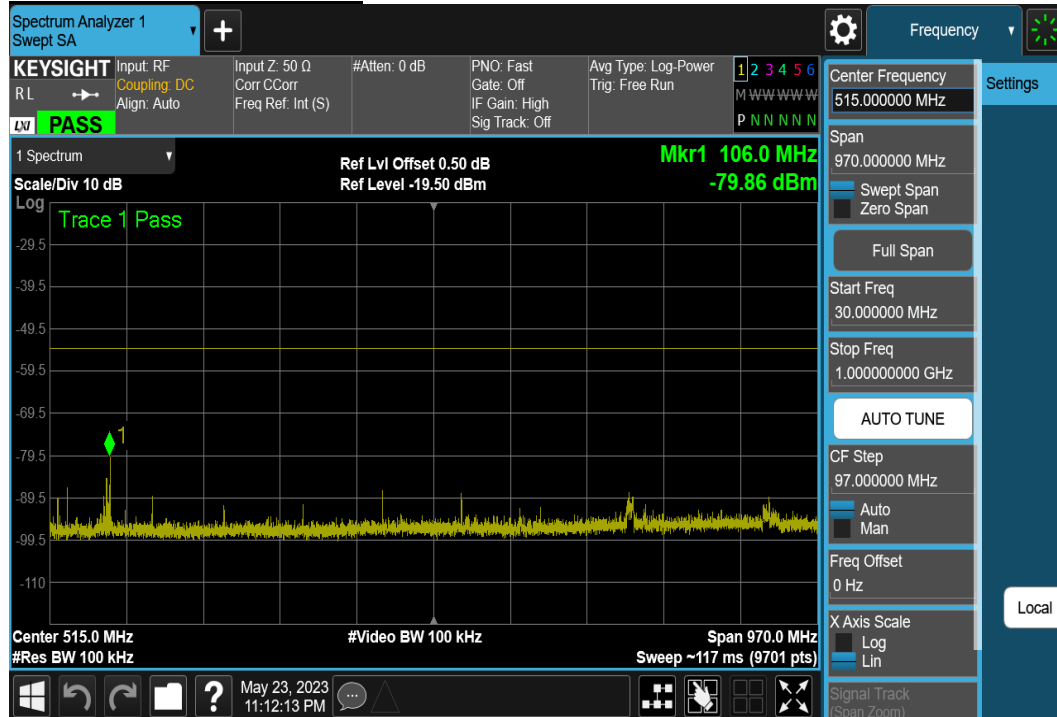 Spectrum Analyzer 1
Swept SA
+
Frequency
KEYSIGHT
RL
LXI
PASS
Input: RF
Coupling: DC
Align: Auto
Input Z: 50 Ω
Corr CCorr
Freq Ref: Int (S)
#Atten: 0 dB
PNO: Fast
Gate: Off
IF Gain: High
Sig Track: Off
Avg Type: Log-Power
Trig: Free Run
1 2 3 4 5 6
M W W W W W
P N N N N N
1 Spectrum
Scale/Div 10 dB
Ref Lvl Offset 0.50 dB
Ref Level -19.50 dBm
Mkr1 106.0 MHz
-79.86 dBm
Log
Trace 1 Pass
-29.5
-39.5
-49.5
-59.5
-69.5
1
-79.5
-89.5
-99.5
-110
Center 515.0 MHz
#Res BW 100 kHz
#Video BW 100 kHz
Span 970.0 MHz
Sweep ~117 ms (9701 pts)
Center Frequency
515.000000 MHz
Settings
Span
970.000000 MHz
Swept Span
Zero Span
Full Span
Start Freq
30.000000 MHz
Stop Freq
1.000000000 GHz
AUTO TUNE
CF Step
97.000000 MHz
Auto
Man
Freq Offset
0 Hz
Local
X Axis Scale
Log
Lin
Signal Track
(Span Zoom)
?
May 23, 2023
11:12:13 PM